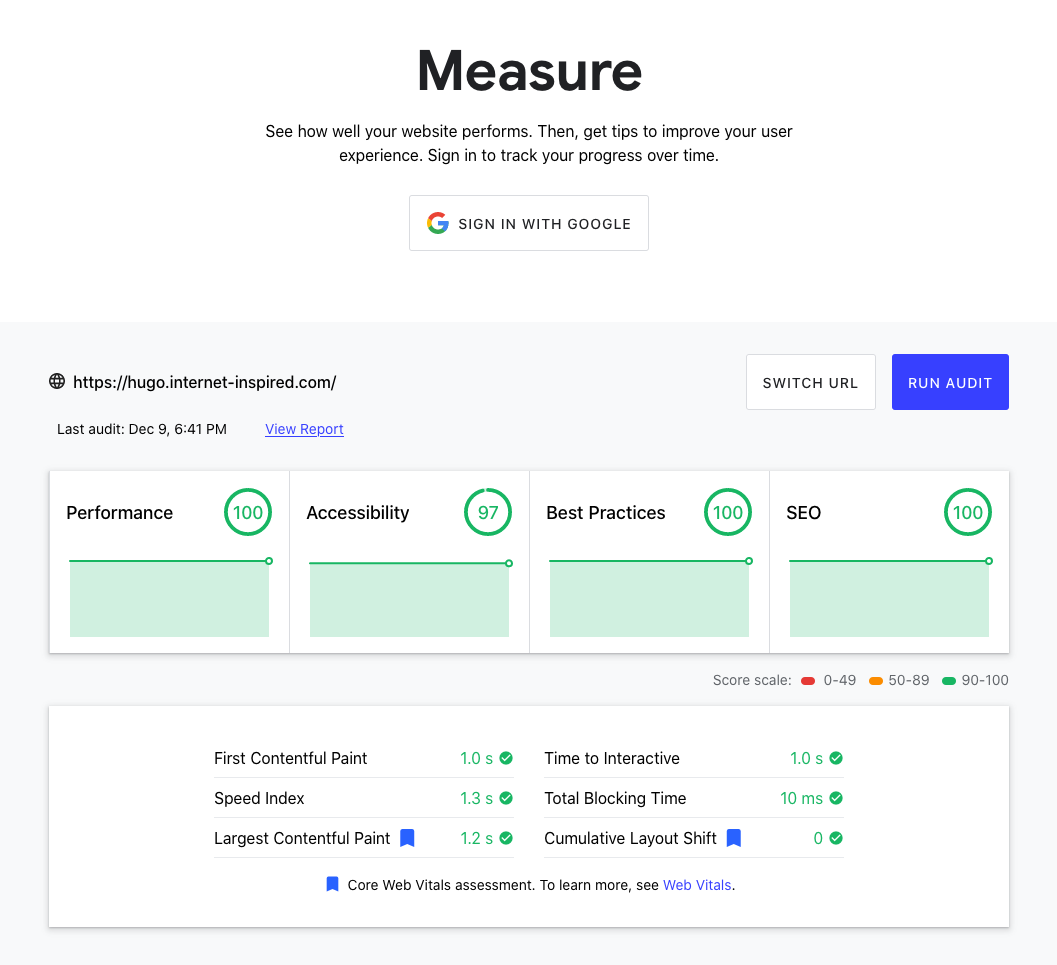 Measure
See how well your website performs. Then, get tips to improve your user
experience. Sign in to track your progress over time.
SIGN IN WITH GOOGLE
https://hugo.internet-inspired.com/
SWITCH URL
RUN AUDIT
Last audit: Dec 9, 6:41 PM
View Report
Performance 100
Accessibility 97
Best Practices 100
SEO 100
Score scale: 0-49 50-89 90-100
First Contentful Paint 1.0 s
Time to Interactive 1.0 s
Speed Index 1.3 s
Total Blocking Time 10 ms
Largest Contentful Paint 1.2 s
Cumulative Layout Shift 0
Core Web Vitals assessment. To learn more, see Web Vitals.